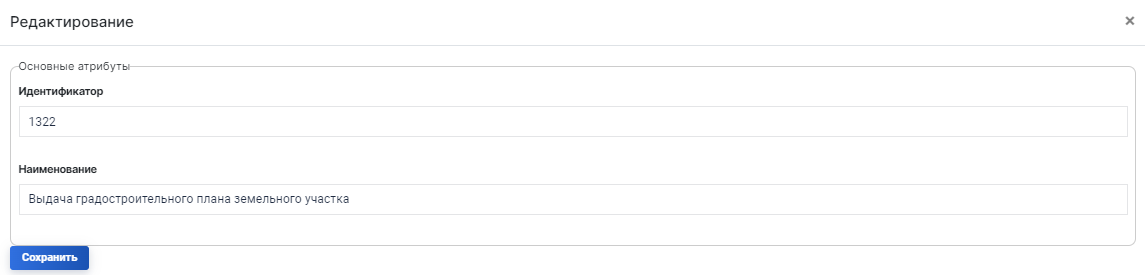 Редактирование
×
Основные атрибуты
Идентификатор
1322
Наименование
Выдача градостроительного плана земельного участка
Сохранить